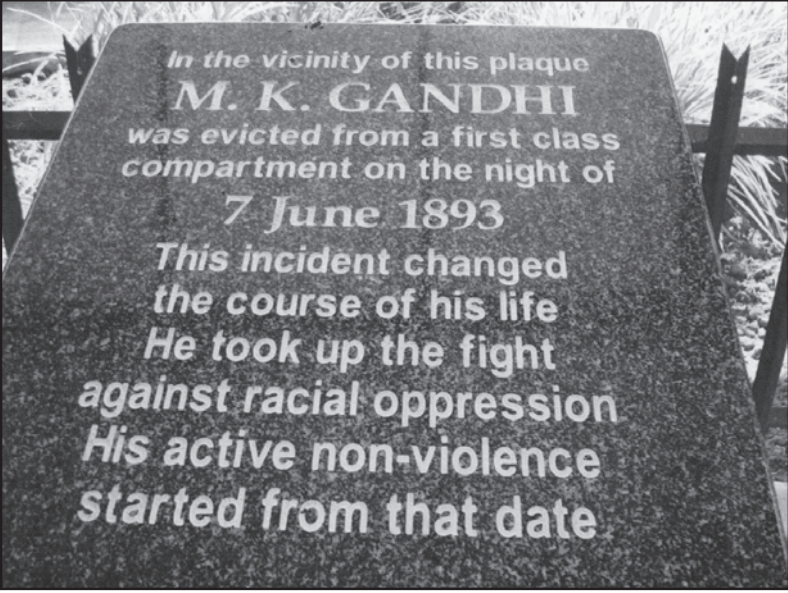 In the vicinity of this plaque
M. K. GANDHI
was evicted from a first class
compartment on the night of
7 June 1893
This incident changed
the course of his life
He took up the fight
against racial oppression
His active non-violence
started from that date